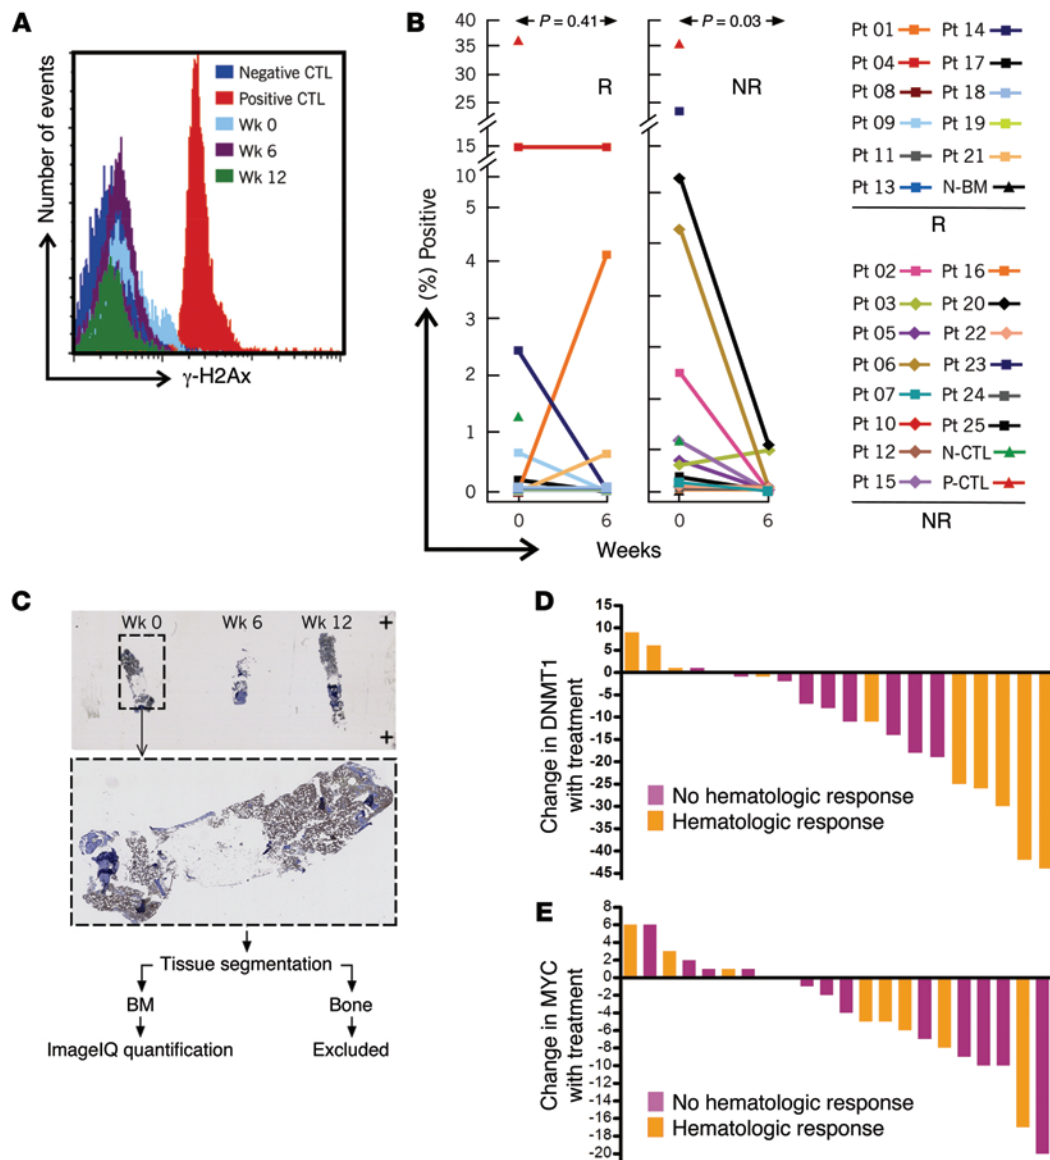 A
Number of events
Negative CTL
Positive CTL
Wk 0
Wk 6
Wk 12
γ-H2Ax
B
(%) Positive
40
35
30
25
15
10
5
4
3
2
1
0
P = 0.41
R
P = 0.03
NR
0 6
0 6
Weeks
Pt 01 Pt 14
Pt 04 Pt 17
Pt 08 Pt 18
Pt 09 Pt 19
Pt 11 Pt 21
Pt 13 N-BM
R
Pt 02 Pt 16
Pt 03 Pt 20
Pt 05 Pt 22
Pt 06 Pt 23
Pt 07 Pt 24
Pt 10 Pt 25
Pt 12 N-CTL
Pt 15 P-CTL
NR
C
Wk 0 Wk 6 Wk 12 +
+
Tissue segmentation
BM Bone
ImageIQ quantification Excluded
D
Change in DNMT1
with treatment
15
10
5
0
-5
-10
-15
-20
-25
-30
-35
-40
-45
No hematologic response
Hematologic response
E
Change in MYC
with treatment
8
6
4
2
0
-2
-4
-6
-8
-10
-12
-14
-16
-18
-20
No hematologic response
Hematologic response